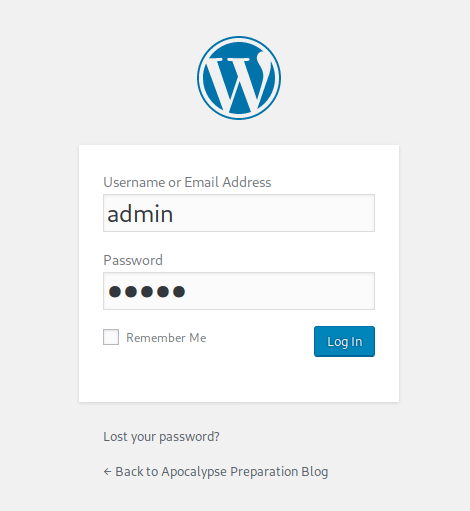 Username or Email Address
admin
Password
●●●●●
Remember Me
Log In
Lost your password?
← Back to Apocalypse Preparation Blog